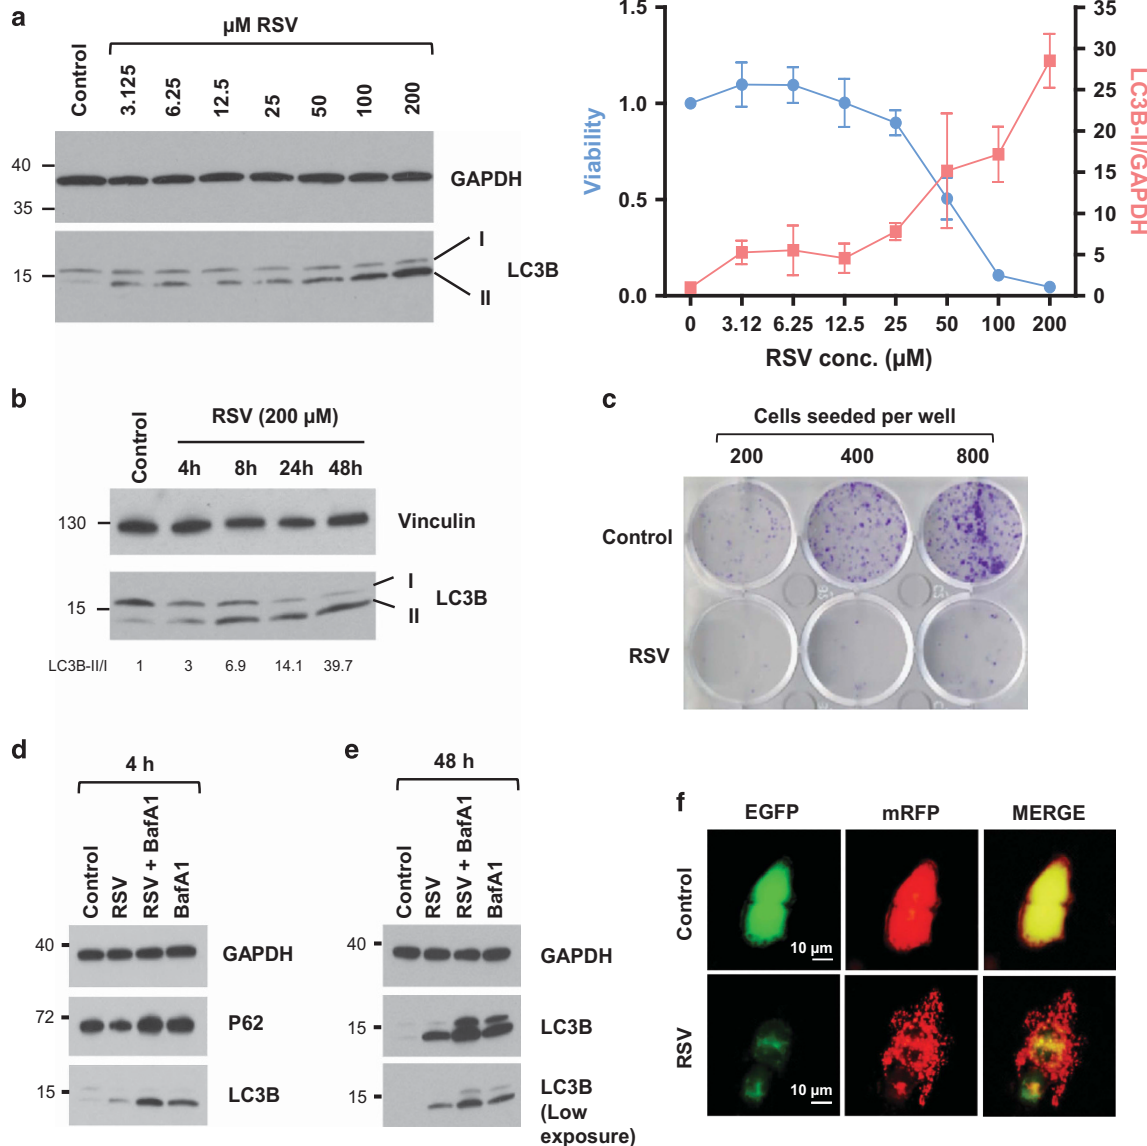 a
µM RSV
Control 3.125 6.25 12.5 25 50 100 200
40
35
GAPDH
15
I
II
LC3B
1.5
1.0
0.5
0.0
Viability
35
30
25
20
15
10
5
0
LC3B-II/GAPDH
0 3.12 6.25 12.5 25 50 100 200
RSV conc. (µM)
b
Control
RSV (200 µM)
4h 8h 24h 48h
130
Vinculin
15
I
II
LC3B
LC3B-II/I 1 3 6.9 14.1 39.7
c
Cells seeded per well
200 400 800
Control
RSV
d
4 h
Control RSV RSV + BafA1 BafA1
40
GAPDH
72
P62
15
LC3B
e
48 h
Control RSV RSV + BafA1 BafA1
40
GAPDH
15
LC3B
15
LC3B
(Low
exposure)
f
EGFP mRFP MERGE
Control
10 µm
RSV
10 µm